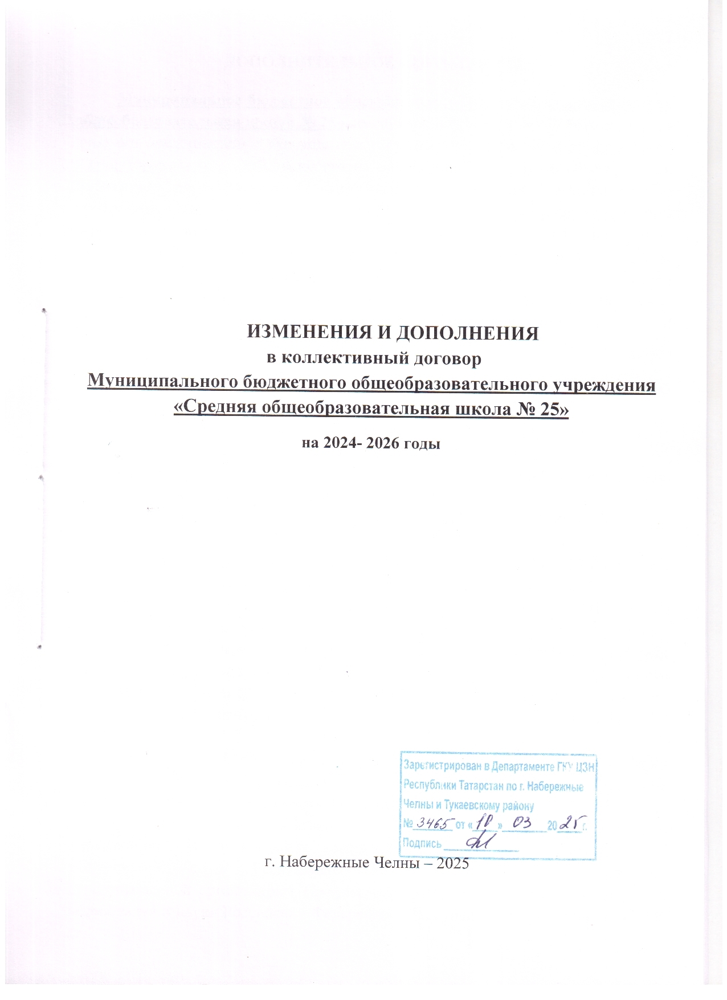 ИЗМЕНЕНИЯ И ДОПОЛНЕНИЯ
в коллективный договор
Муниципального бюджетного общеобразовательного учреждения
«Средняя общеобразовательная школа № 25»
на 2024- 2026 годы
Зарегистрирован в Департаменте ГКУ ЦЗН
Республики Татарстан по г. Набережные
Челны и Тукаевскому району
№ 3465 от «10» 03 2025 г.
Подпись
г. Набережные Челны – 2025